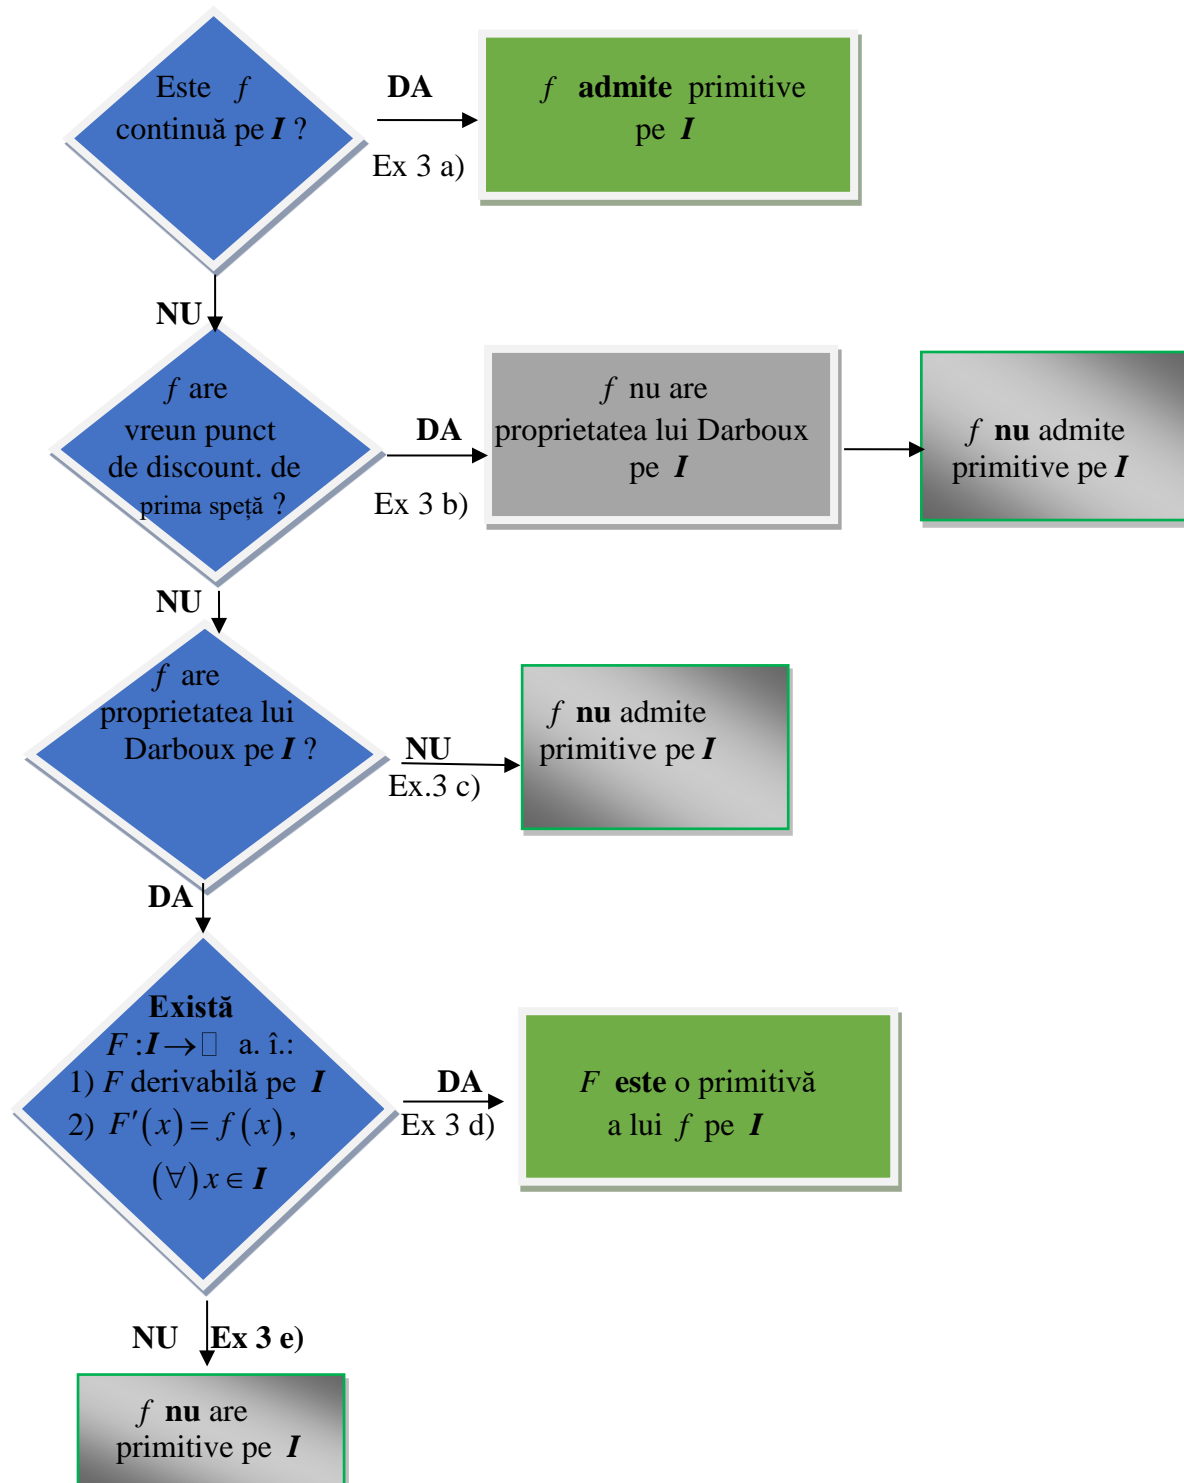 Este f
continuă pe I ?
DA
Ex 3 a)
f admite primitive
pe I
NU
f are
vreun punct
de discount. de
prima speță ?
DA
Ex 3 b)
f nu are
proprietatea lui Darboux
pe I
f nu admite
primitive pe I
NU
f are
proprietatea lui
Darboux pe I ?
NU
Ex.3 c)
f nu admite
primitive pe I
DA
Există
F : I → □ a. î.:
1) F derivabilă pe I
2) F′(x) = f(x),
(∀)x ∈ I
DA
Ex 3 d)
F este o primitivă
a lui f pe I
NU Ex 3 e)
f nu are
primitive pe I